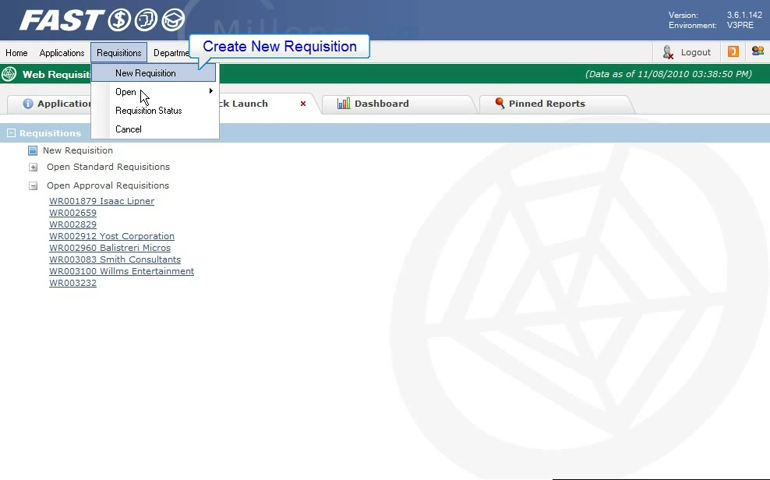 FAST
Millenn
Version: 3.6.1.142
Environment: V3PRE
Home Applications Requisitions Departme
Create New Requisition
Logout
Web Requisit
(Data as of 11/08/2010 03:38:50 PM)
New Requisition
Open
Requisition Status
Cancel
Application
ck Launch
Dashboard
Pinned Reports
Requisitions
New Requisition
Open Standard Requisitions
Open Approval Requisitions
WR001879 Isaac Lipner
WR002659
WR002829
WR002912 Yost Corporation
WR002960 Balistreri Micros
WR003083 Smith Consultants
WR003100 Willms Entertainment
WR003232